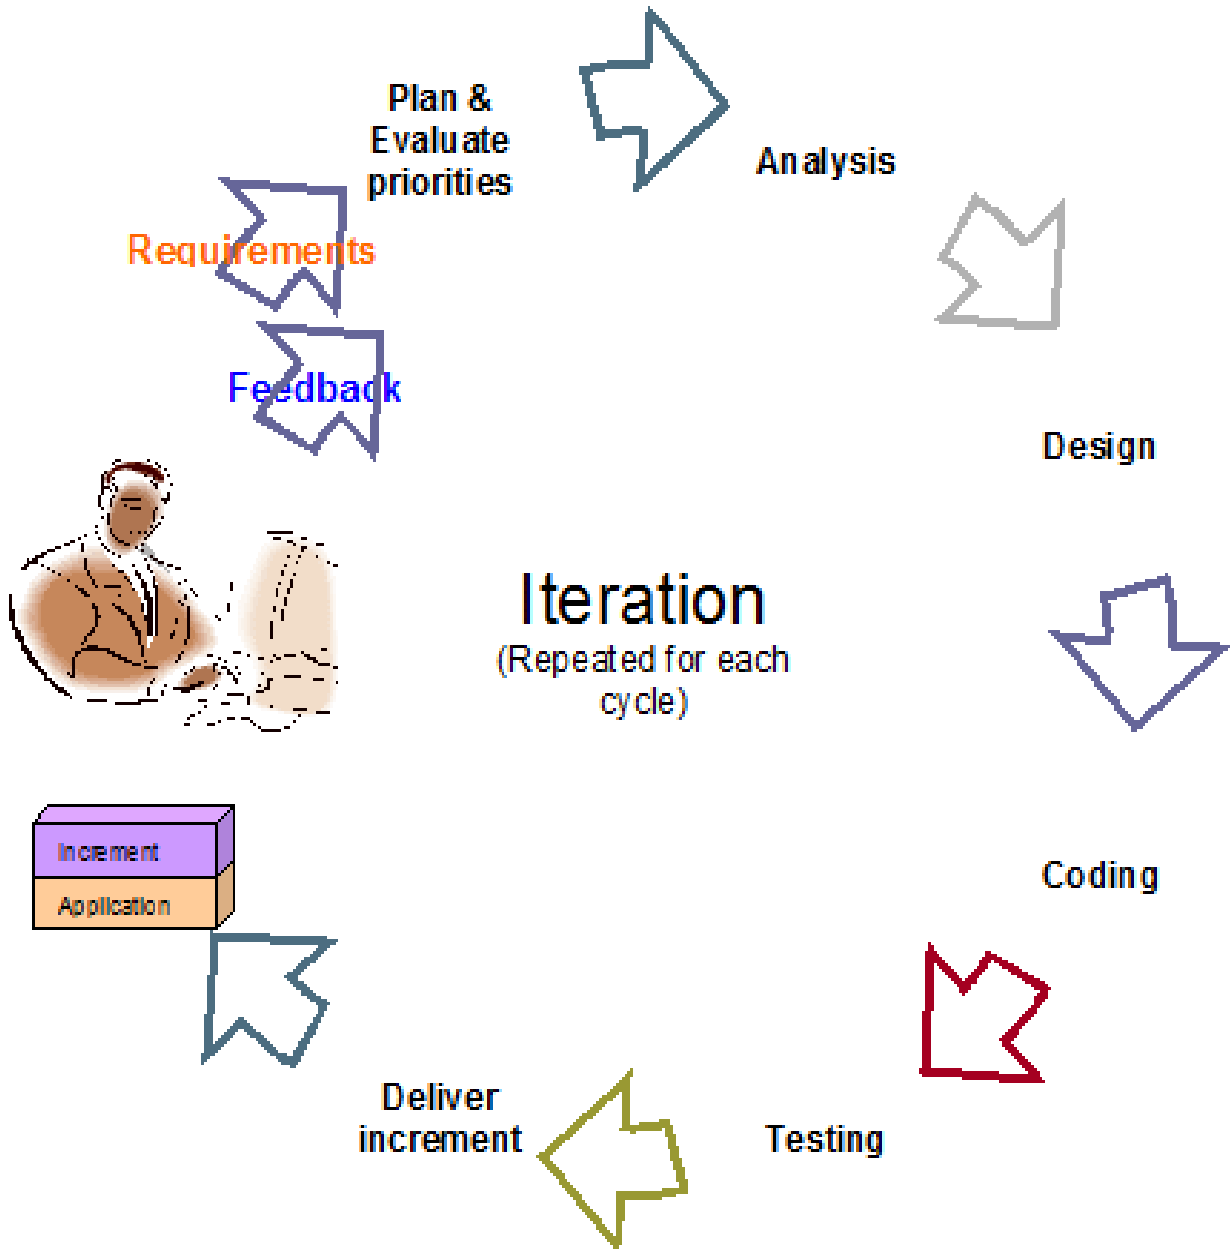 Plan &
Evaluate
priorities
Analysis
Requirements
Feedback
Design
Iteration
(Repeated for each
cycle)
Increment
Application
Coding
Deliver
increment
Testing